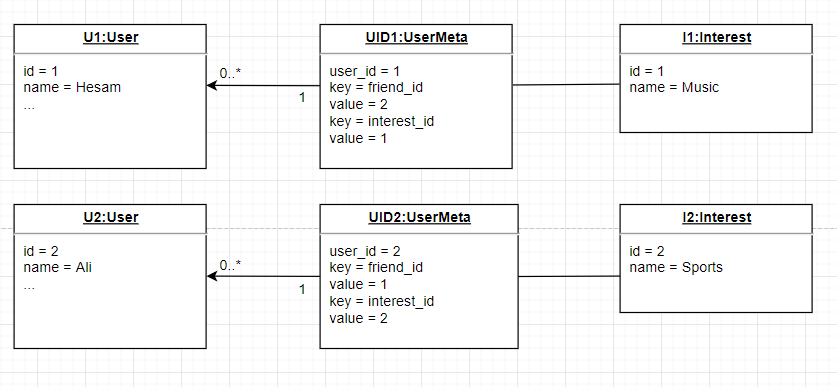 U1:User
id = 1
name = Hesam
...
0..*
1
UID1:UserMeta
user_id = 1
key = friend_id
value = 2
key = interest_id
value = 1
I1:Interest
id = 1
name = Music
U2:User
id = 2
name = Ali
...
0..*
1
UID2:UserMeta
user_id = 2
key = friend_id
value = 1
key = interest_id
value = 2
I2:Interest
id = 2
name = Sports